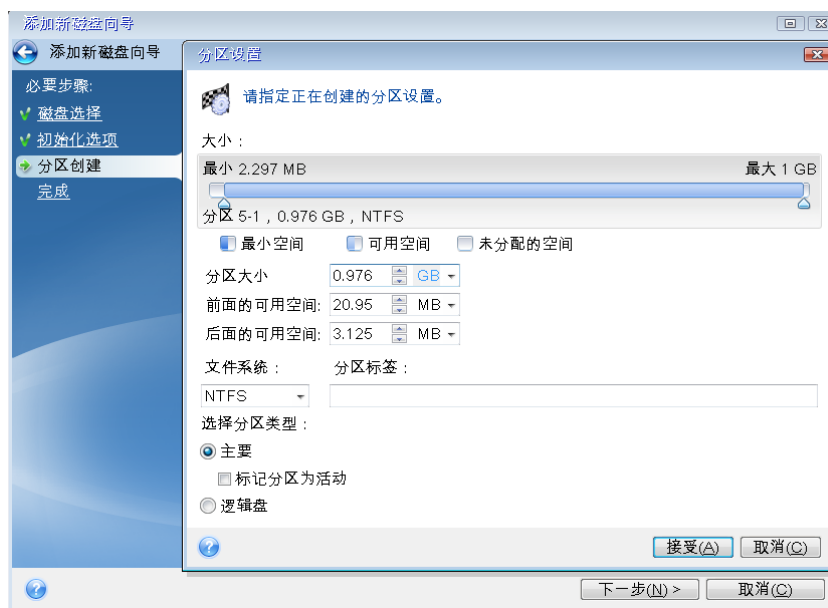 添加新磁盘向导
添加新磁盘向导
必要步骤:
磁盘选择
初始化选项
分区创建
完成
分区设置
请指定正在创建的分区设置。
大小:
最小 2.297 MB 最大 1 GB
分区 5-1 , 0.976 GB , NTFS
最小空间 可用空间 未分配的空间
分区大小 0.976 GB
前面的可用空间: 20.95 MB
后面的可用空间: 3.125 MB
文件系统: 分区标签:
NTFS
选择分区类型:
主要
标记分区为活动
逻辑盘
接受(A) 取消(C)
下一步(N) > 取消(C)